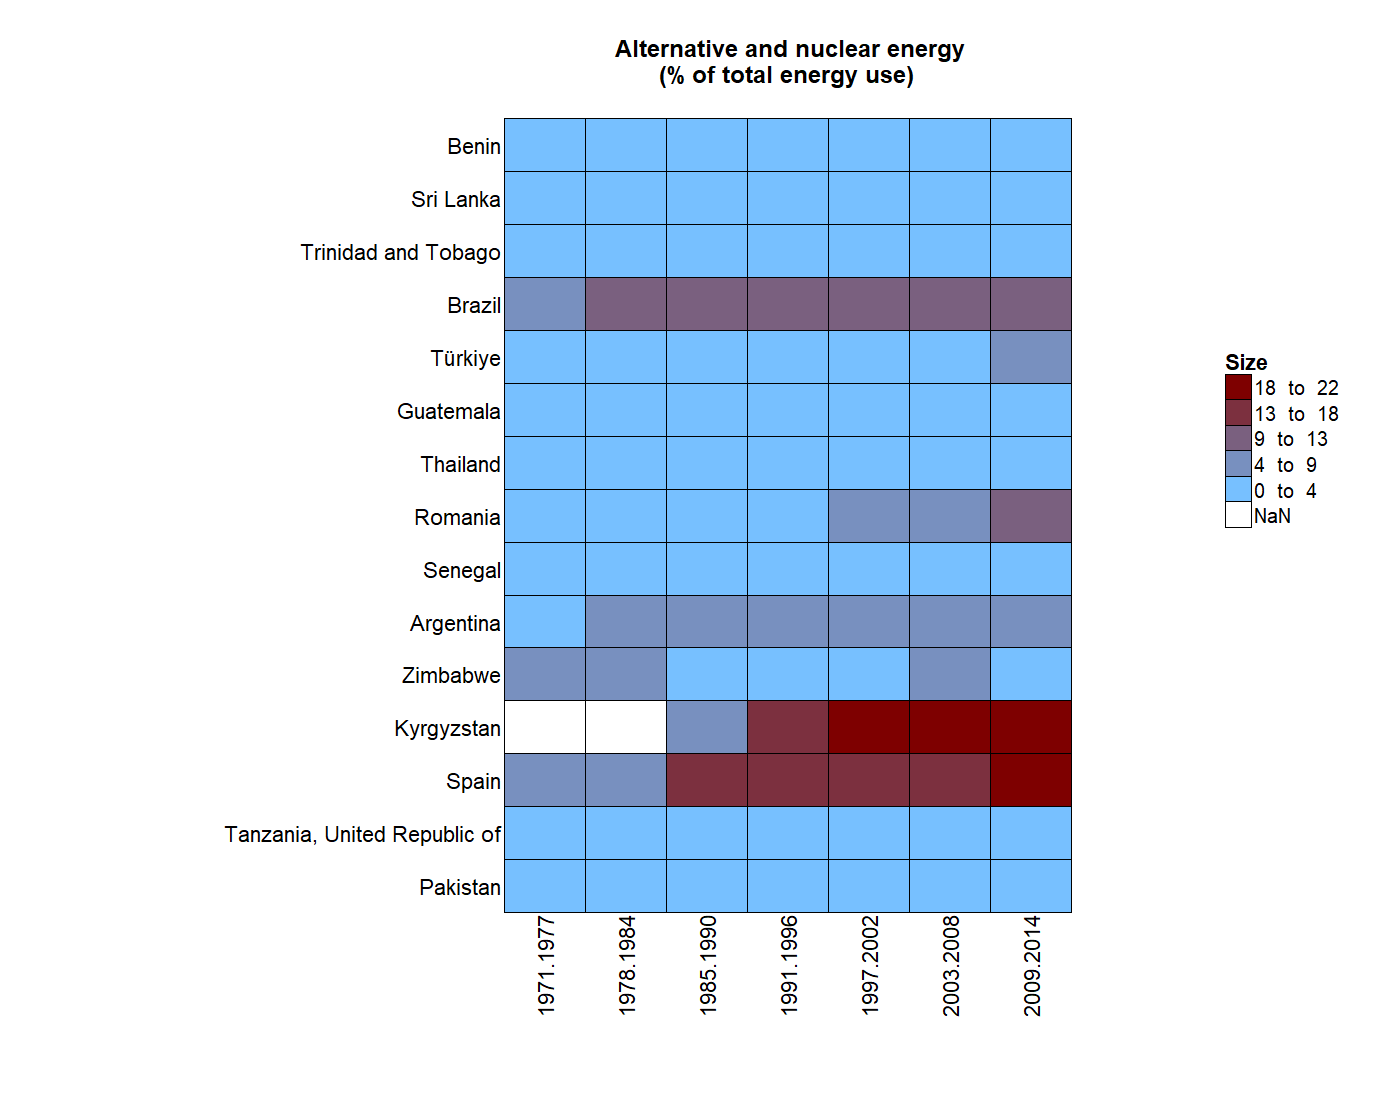 Alternative and nuclear energy
(% of total energy use)
Benin
Sri Lanka
Trinidad and Tobago
Brazil
Türkiye
Guatemala
Thailand
Romania
Senegal
Argentina
Zimbabwe
Kyrgyzstan
Spain
Tanzania, United Republic of
Pakistan
1971.1977
1978.1984
1985.1990
1991.1996
1997.2002
2003.2008
2009.2014
Size
18 to 22
13 to 18
9 to 13
4 to 9
0 to 4
NaN